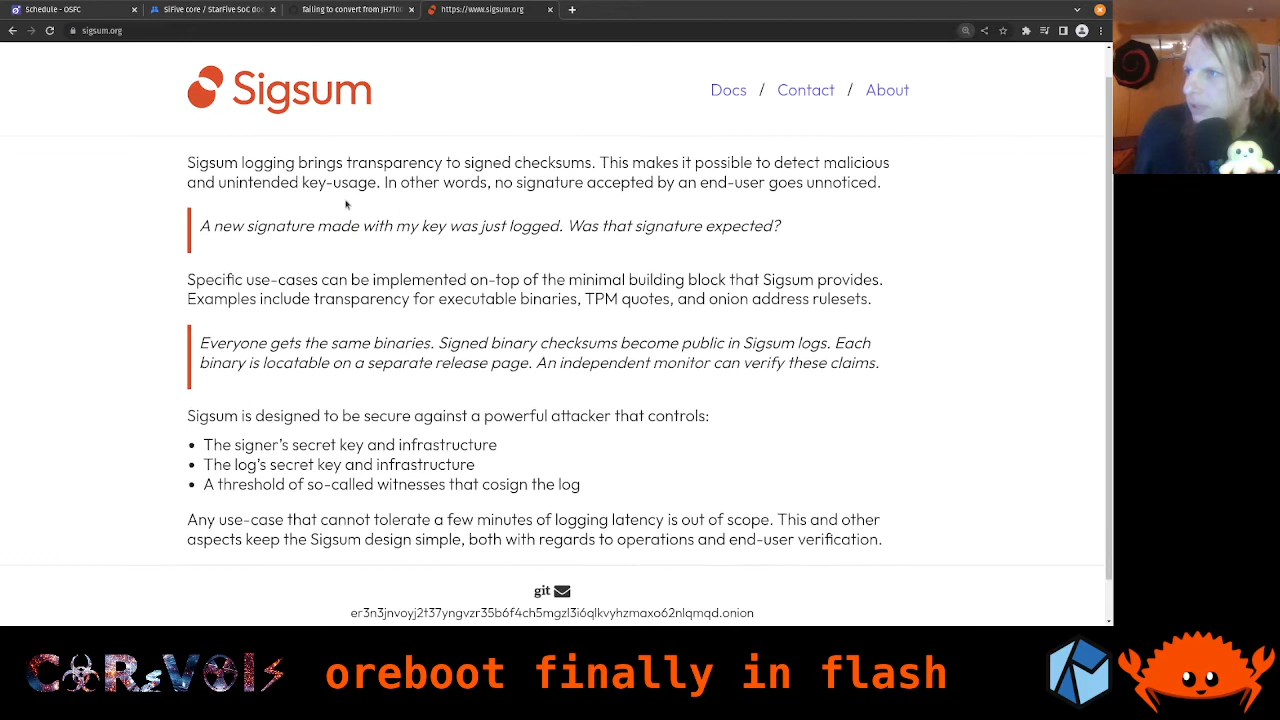 Schedule - OSFC
SiFive core / StarFive SoC doc
failing to convert from JH7100
https://www.sigsum.org
sigsum.org
Sigsum
Docs / Contact / About
Sigsum logging brings transparency to signed checksums. This makes it possible to detect malicious
and unintended key-usage. In other words, no signature accepted by an end-user goes unnoticed.
A new signature made with my key was just logged. Was that signature expected?
Specific use-cases can be implemented on-top of the minimal building block that Sigsum provides.
Examples include transparency for executable binaries, TPM quotes, and onion address rulesets.
Everyone gets the same binaries. Signed binary checksums become public in Sigsum logs. Each
binary is locatable on a separate release page. An independent monitor can verify these claims.
Sigsum is designed to be secure against a powerful attacker that controls:
• The signer's secret key and infrastructure
• The log's secret key and infrastructure
• A threshold of so-called witnesses that cosign the log
Any use-case that cannot tolerate a few minutes of logging latency is out of scope. This and other
aspects keep the Sigsum design simple, both with regards to operations and end-user verification.
git
er3n3jnvoyj2t37yngvzr35b6f4ch5mgzl3i6qlkvyhzmaxo62nlqmqd.onion
oreboot finally in flash